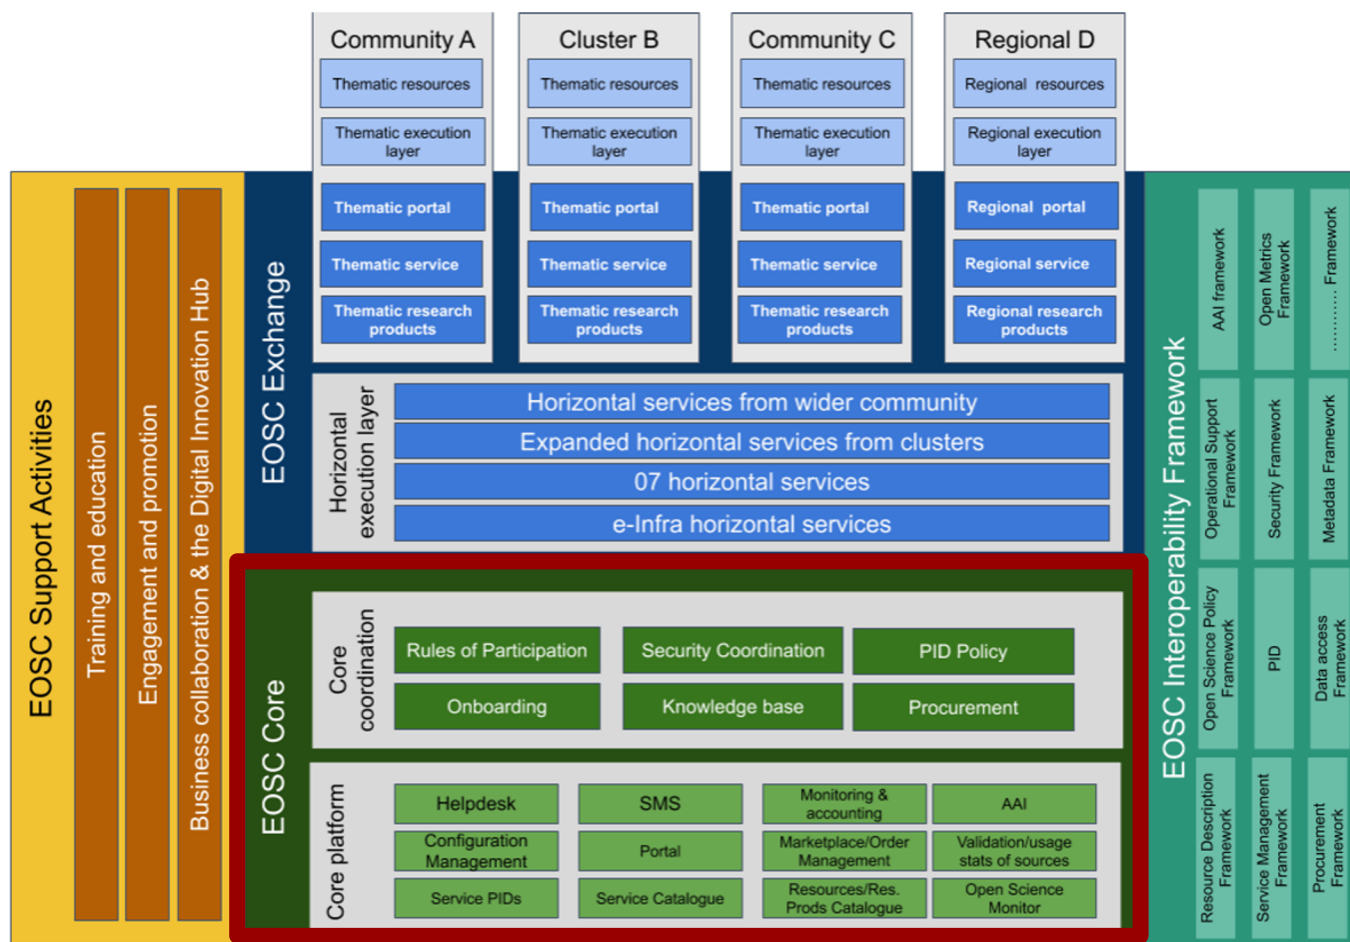 Community A
Thematic resources
Thematic execution
layer
Thematic portal
Thematic service
Thematic research
products
Cluster B
Thematic resources
Thematic execution
layer
Thematic portal
Thematic service
Thematic research
products
Community C
Thematic resources
Thematic execution
layer
Thematic portal
Thematic service
Thematic research
products
Regional D
Regional resources
Regional execution
layer
Regional portal
Regional service
Regional research
products
EOSC Support Activities
Training and education
Engagement and promotion
Business collaboration & the Digital Innovation Hub
EOSC Exchange
Horizontal
execution layer
Horizontal services from wider community
Expanded horizontal services from clusters
07 horizontal services
e-Infra horizontal services
EOSC Core
Core
coordination
Rules of Participation
Security Coordination
PID Policy
Onboarding
Knowledge base
Procurement
Core platform
Helpdesk
SMS
Monitoring &
accounting
AAI
Configuration
Management
Portal
Marketplace/Order
Management
Validation/usage
stats of sources
Service PIDs
Service Catalogue
Resources/Res.
Prods Catalogue
Open Science
Monitor
EOSC Interoperability Framework
AAI framework
Open Metrics
Framework
............ Framework
Operational Support
Framework
Security Framework
Metadata Framework
Open Science Policy
Framework
PID
Data access
Framework
Resource Description
Framework
Service Management
Framework
Procurement
Framework